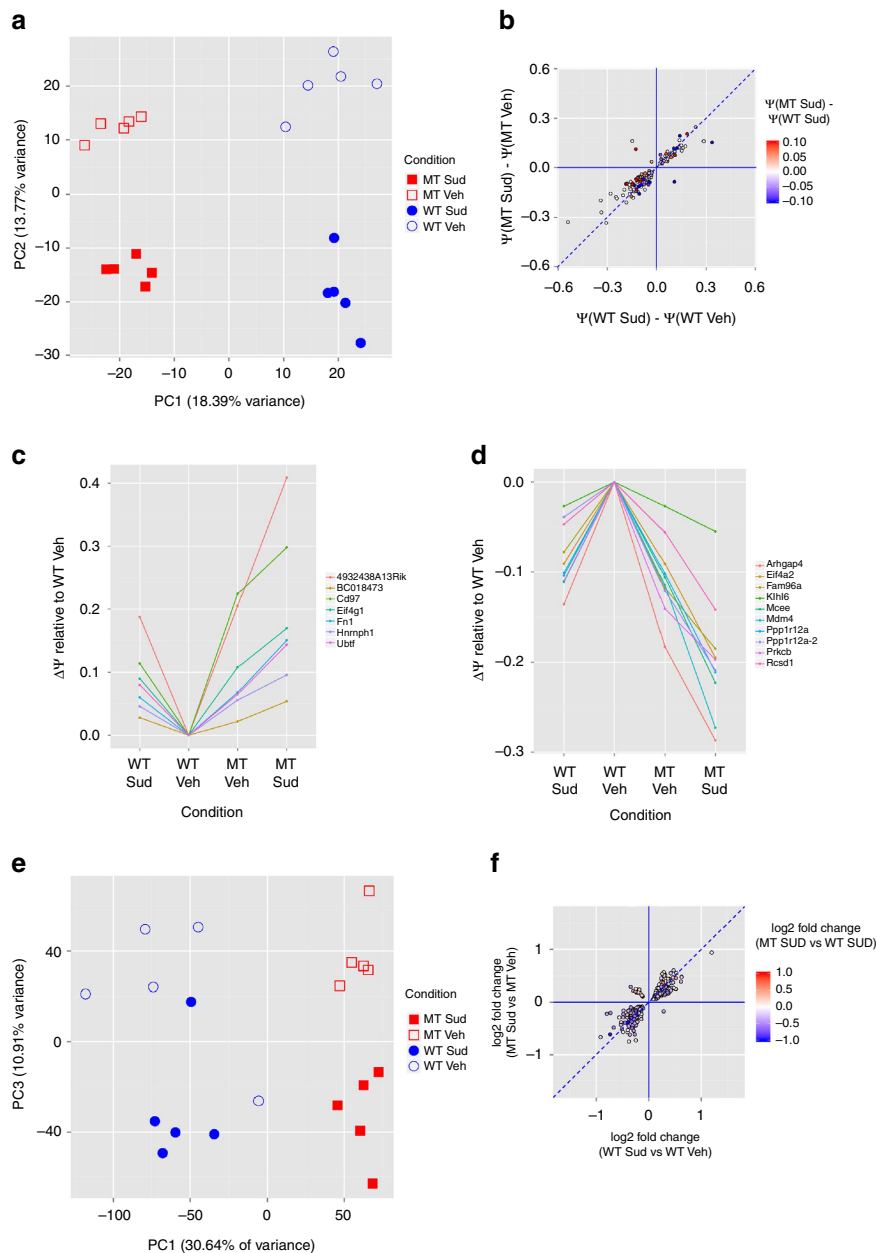 a
20
10
0
−10
−20
−30
PC2 (13.77% variance)
−20
−10
0
10
20
PC1 (18.39% variance)
Condition
MT Sud
MT Veh
WT Sud
WT Veh
b
0.6
0.3
0.0
−0.3
−0.6
Ψ(MT Sud) - Ψ(MT Veh)
−0.6
−0.3
0.0
0.3
0.6
Ψ(WT Sud) - Ψ(WT Veh)
Ψ(MT Sud) -
Ψ(WT Sud)
0.10
0.05
0.00
−0.05
−0.10
c
0.4
0.3
0.2
0.1
0.0
ΔΨ relative to WT Veh
WT Sud
WT Veh
MT Veh
MT Sud
Condition
4932438A13Rik
BC018473
Cd97
Eif4g1
Fn1
Hnrnph1
Ubtf
d
0.0
−0.1
−0.2
−0.3
ΔΨ relative to WT Veh
WT Sud
WT Veh
MT Veh
MT Sud
Condition
Arhgap4
Eif4a2
Fam96a
Klhl6
Mcee
Mdm4
Ppp1r12a
Ppp1r12a-2
Prkcb
Rcsd1
e
40
0
−40
PC3 (10.91% variance)
−100
−50
0
50
PC1 (30.64% of variance)
Condition
MT Sud
MT Veh
WT Sud
WT Veh
f
1
0
−1
log2 fold change
(MT Sud vs MT Veh)
−1
0
1
log2 fold change
(WT Sud vs WT Veh)
log2 fold change
(MT SUD vs WT SUD)
1.0
0.5
0.0
−0.5
−1.0